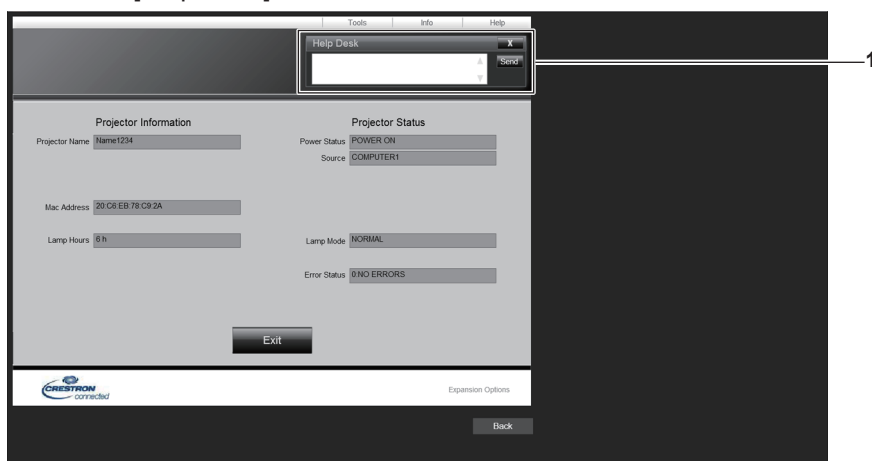 Tools Info Help
Help Desk X
Send
1
Projector Information Projector Status
Projector Name Name1234 Power Status POWER ON
Source COMPUTER1
Mac Address 20:C6:EB:78:C9:2A
Lamp Hours 6 h Lamp Mode NORMAL
Error Status 0:NO ERRORS
Exit
CRESTRON
connected
Expansion Options
Back